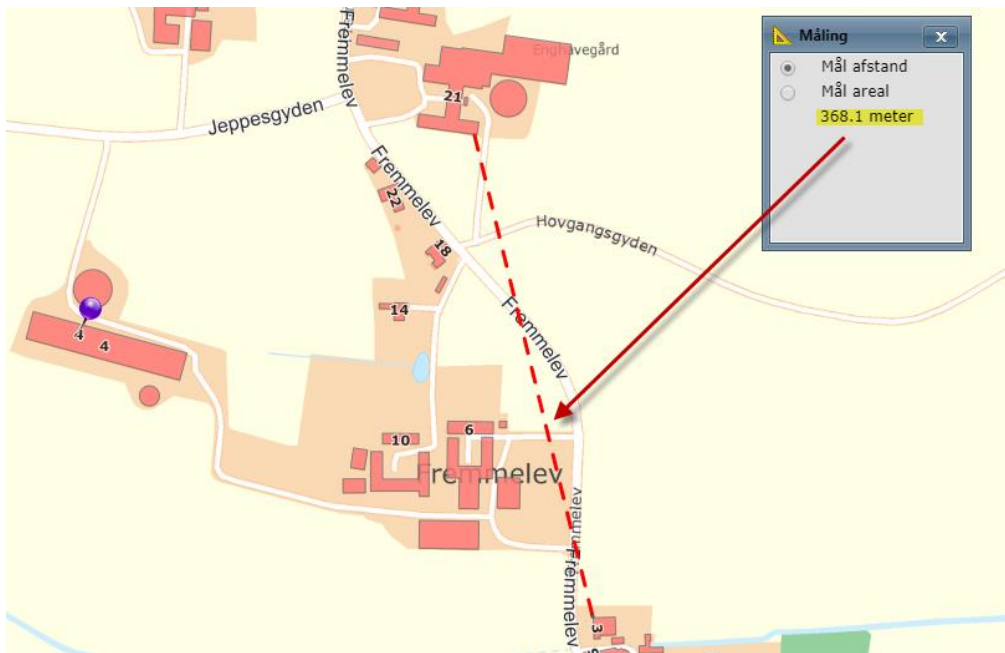 Fremmelev
Enghavegård
21
Jeppesgyden
Fremmelev
22
18
Hovgangsgyden
14
Fremmelev
4
4
6
10
Fremmelev
Fremmelev
3
Fremmelev
Måling
x
Mål afstand
Mål areal
368.1 meter